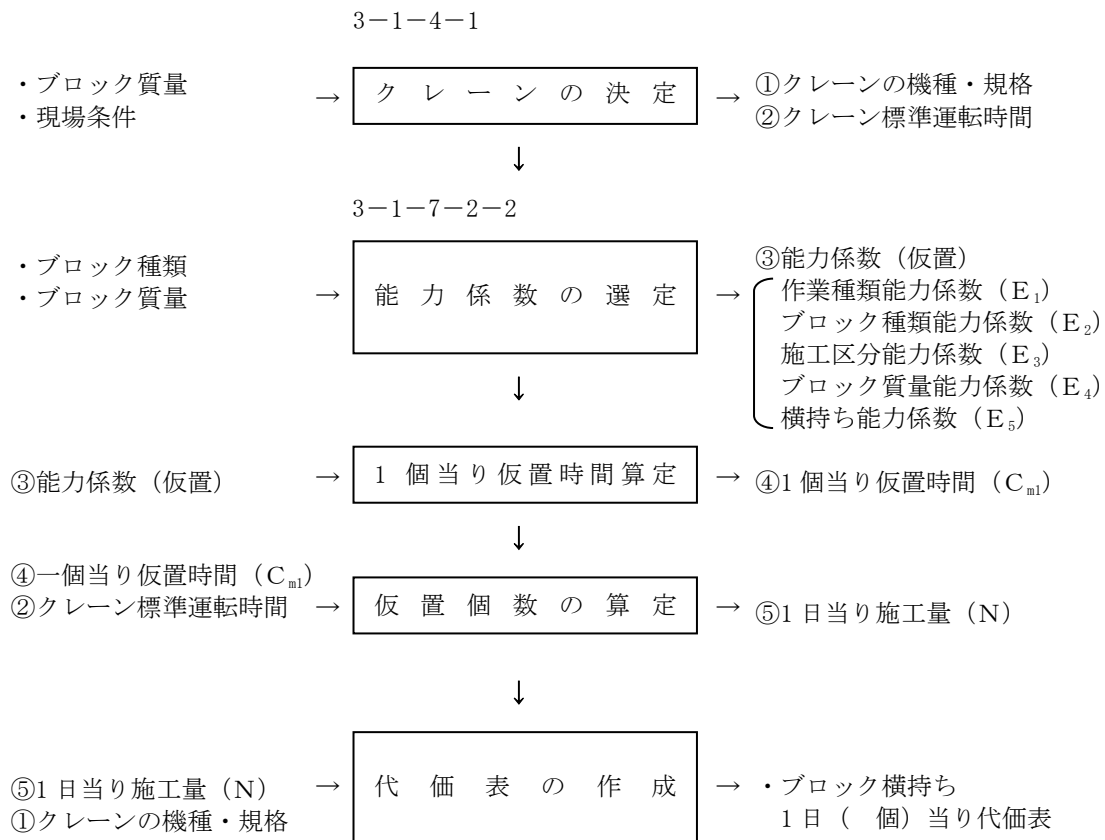 3－1－4－1
・ブロック質量
・現場条件
→
クレーンの決定
→
①クレーンの機種・規格
②クレーン標準運転時間
↓
3－1－7－2－2
・ブロック種類
・ブロック質量
→
能力係数の選定
→
③能力係数（仮置）
作業種類能力係数（E₁）
ブロック種類能力係数（E₂）
施工区分能力係数（E₃）
ブロック質量能力係数（E₄）
横持ち能力係数（E₅）
↓
③能力係数（仮置）
→
1 個当り仮置時間算定
→
④1 個当り仮置時間（Cm1）
↓
④一個当り仮置時間（Cm1）
②クレーン標準運転時間
→
仮置個数の算定
→
⑤1 日当り施工量（N）
↓
⑤1 日当り施工量（N）
①クレーンの機種・規格
→
代価表の作成
→
・ブロック横持ち
1 日（　個）当り代価表